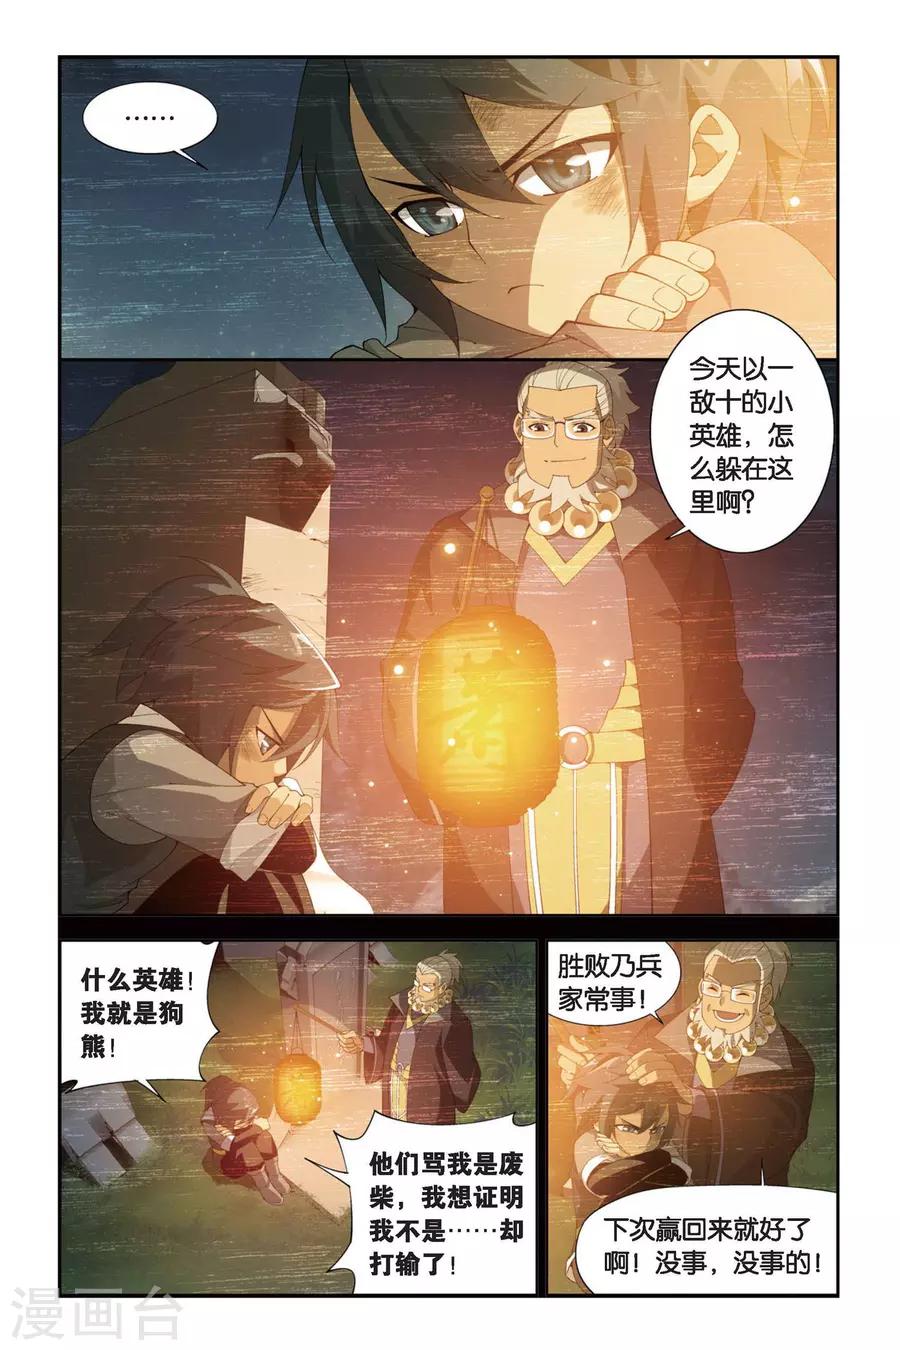 ……
今天以一
敌十的小
英雄，怎
么躲在这
里啊？
什么英雄！
我就是狗
熊！
他们骂我是废
柴，我想证明
我不是……却
打输了！
胜败乃兵
家常事！
下次赢回来就好了
啊！没事，没事的！
漫画台